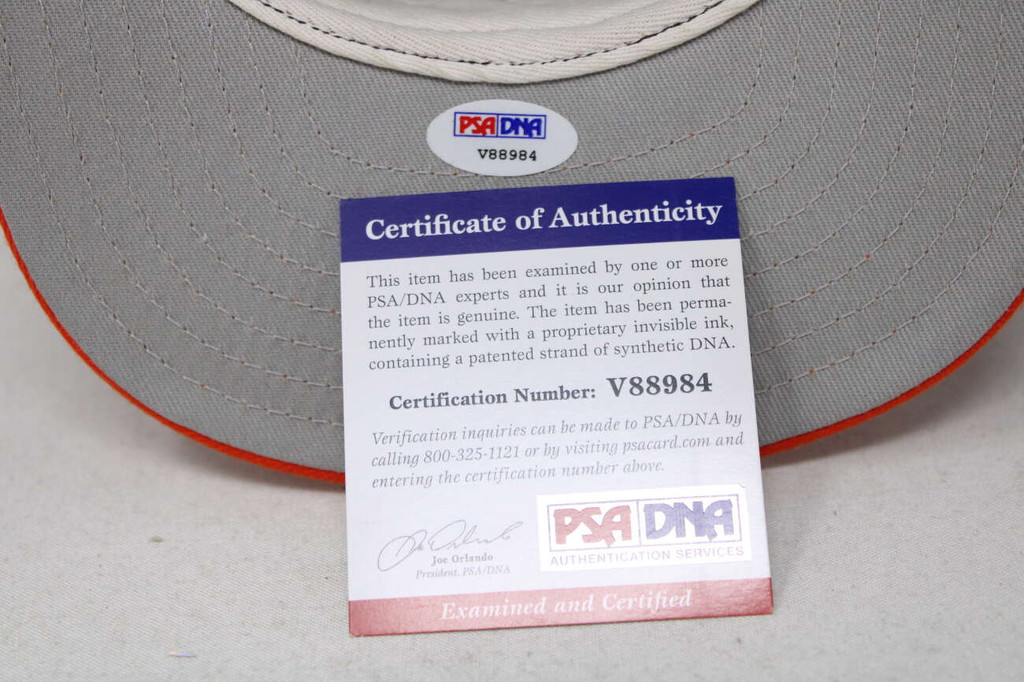 PSA DNA
V88984
Certificate of Authenticity
This item has been examined by one or more
PSA/DNA experts and it is our opinion that
the item is genuine. The item has been perma-
nently marked with a proprietary invisible ink,
containing a patented strand of synthetic DNA.
Certification Number: V88984
Verification inquiries can be made to PSA/DNA by
calling 800-325-1121 or by visiting psacard.com and
entering the certification number above.
Joe Orlando
President, PSA/DNA
PSA DNA
AUTHENTICATION SERVICES
Examined and Certified